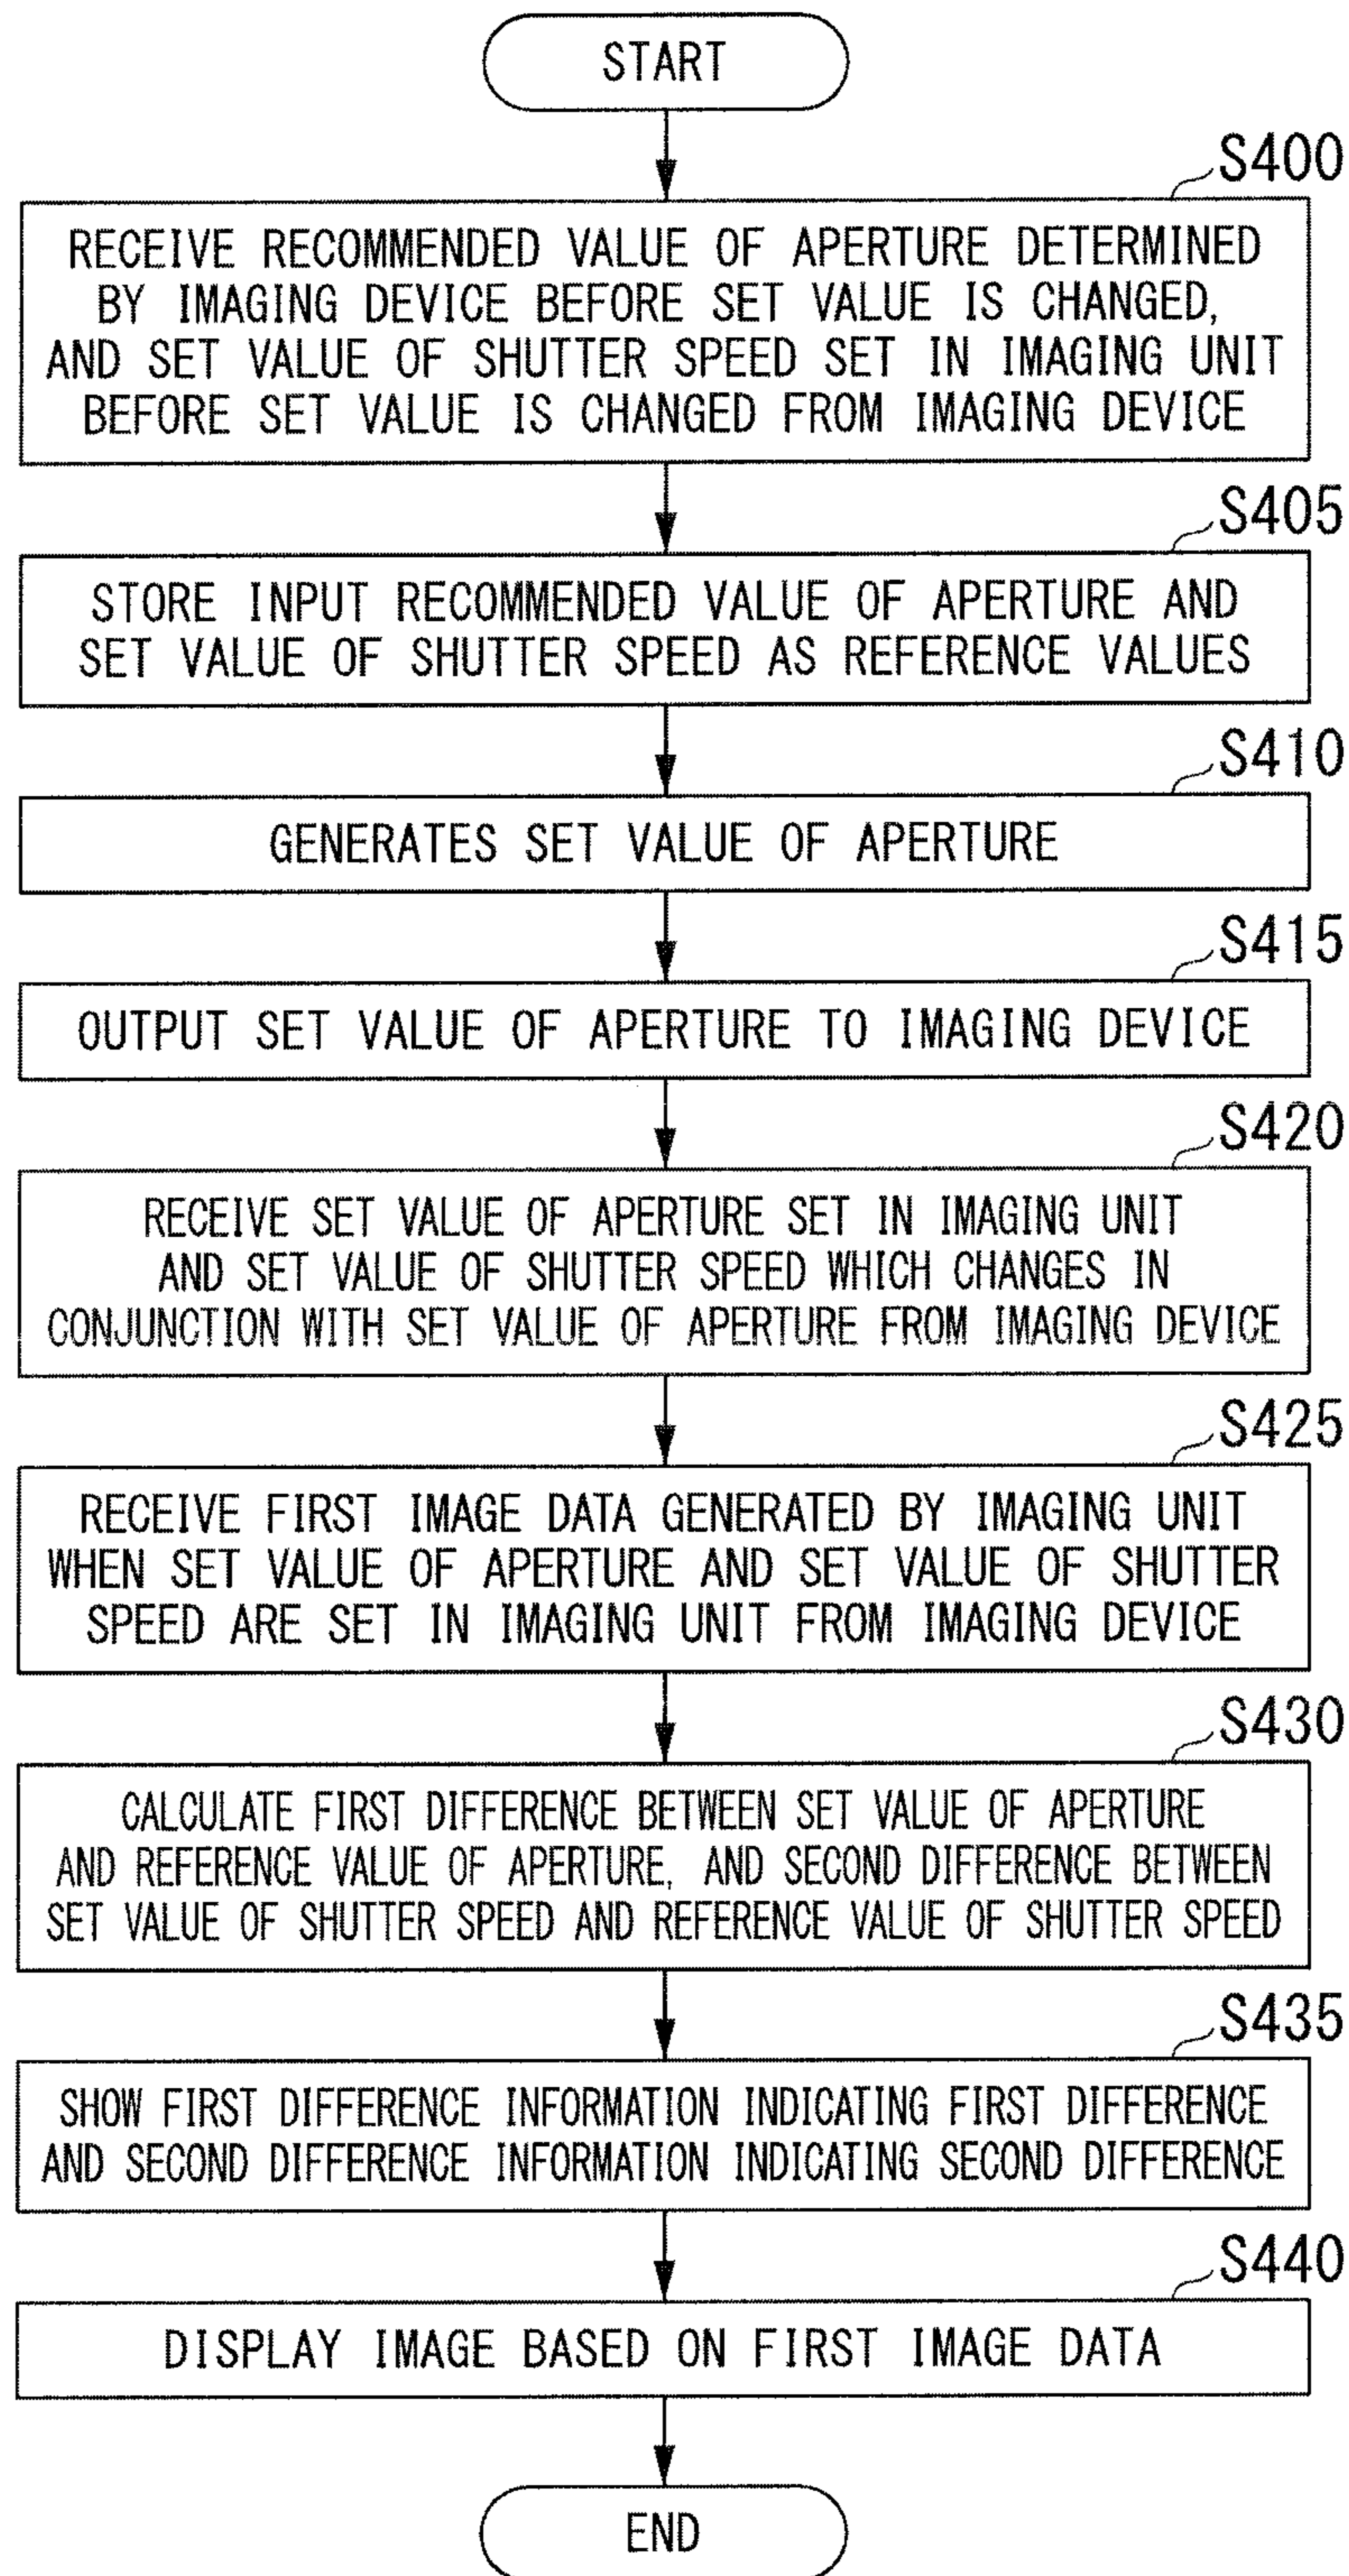 START
S400
RECEIVE RECOMMENDED VALUE OF APERTURE DETERMINED
BY IMAGING DEVICE BEFORE SET VALUE IS CHANGED,
AND SET VALUE OF SHUTTER SPEED SET IN IMAGING UNIT
BEFORE SET VALUE IS CHANGED FROM IMAGING DEVICE
S405
STORE INPUT RECOMMENDED VALUE OF APERTURE AND
SET VALUE OF SHUTTER SPEED AS REFERENCE VALUES
S410
GENERATES SET VALUE OF APERTURE
S415
OUTPUT SET VALUE OF APERTURE TO IMAGING DEVICE
S420
RECEIVE SET VALUE OF APERTURE SET IN IMAGING UNIT
AND SET VALUE OF SHUTTER SPEED WHICH CHANGES IN
CONJUNCTION WITH SET VALUE OF APERTURE FROM IMAGING DEVICE
S425
RECEIVE FIRST IMAGE DATA GENERATED BY IMAGING UNIT
WHEN SET VALUE OF APERTURE AND SET VALUE OF SHUTTER
SPEED ARE SET IN IMAGING UNIT FROM IMAGING DEVICE
S430
CALCULATE FIRST DIFFERENCE BETWEEN SET VALUE OF APERTURE
AND REFERENCE VALUE OF APERTURE, AND SECOND DIFFERENCE BETWEEN
SET VALUE OF SHUTTER SPEED AND REFERENCE VALUE OF SHUTTER SPEED
S435
SHOW FIRST DIFFERENCE INFORMATION INDICATING FIRST DIFFERENCE
AND SECOND DIFFERENCE INFORMATION INDICATING SECOND DIFFERENCE
S440
DISPLAY IMAGE BASED ON FIRST IMAGE DATA
END